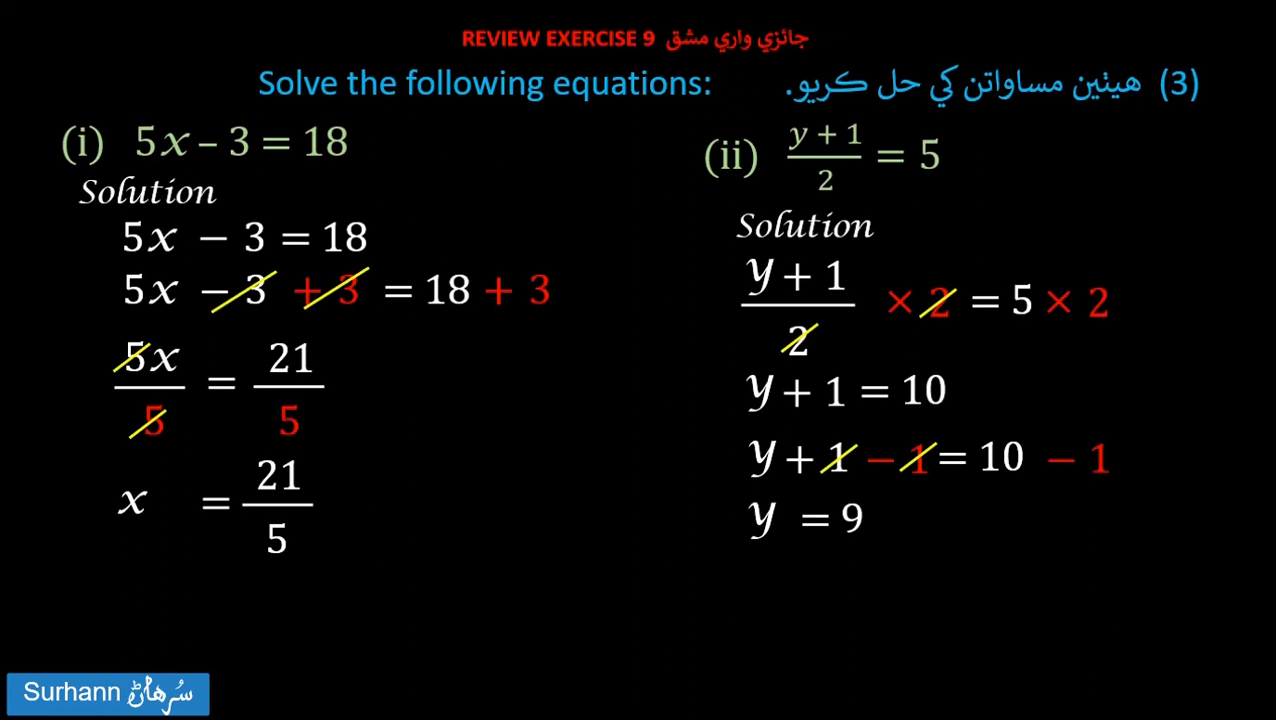 REVIEW EXERCISE 9 جائزي واري مشق
Solve the following equations: (3) هيٺين مساواتن کي حل ڪريو.
(i) 5x – 3 = 18
Solution
5x − 3 = 18
5x − 3 + 3 = 18 + 3
5x/5 = 21/5
x = 21/5
(ii) y + 1/2 = 5
Solution
y + 1/2 × 2 = 5 × 2
y + 1 = 10
y + 1 − 1 = 10 − 1
y = 9
Surhann سُرهاڻ